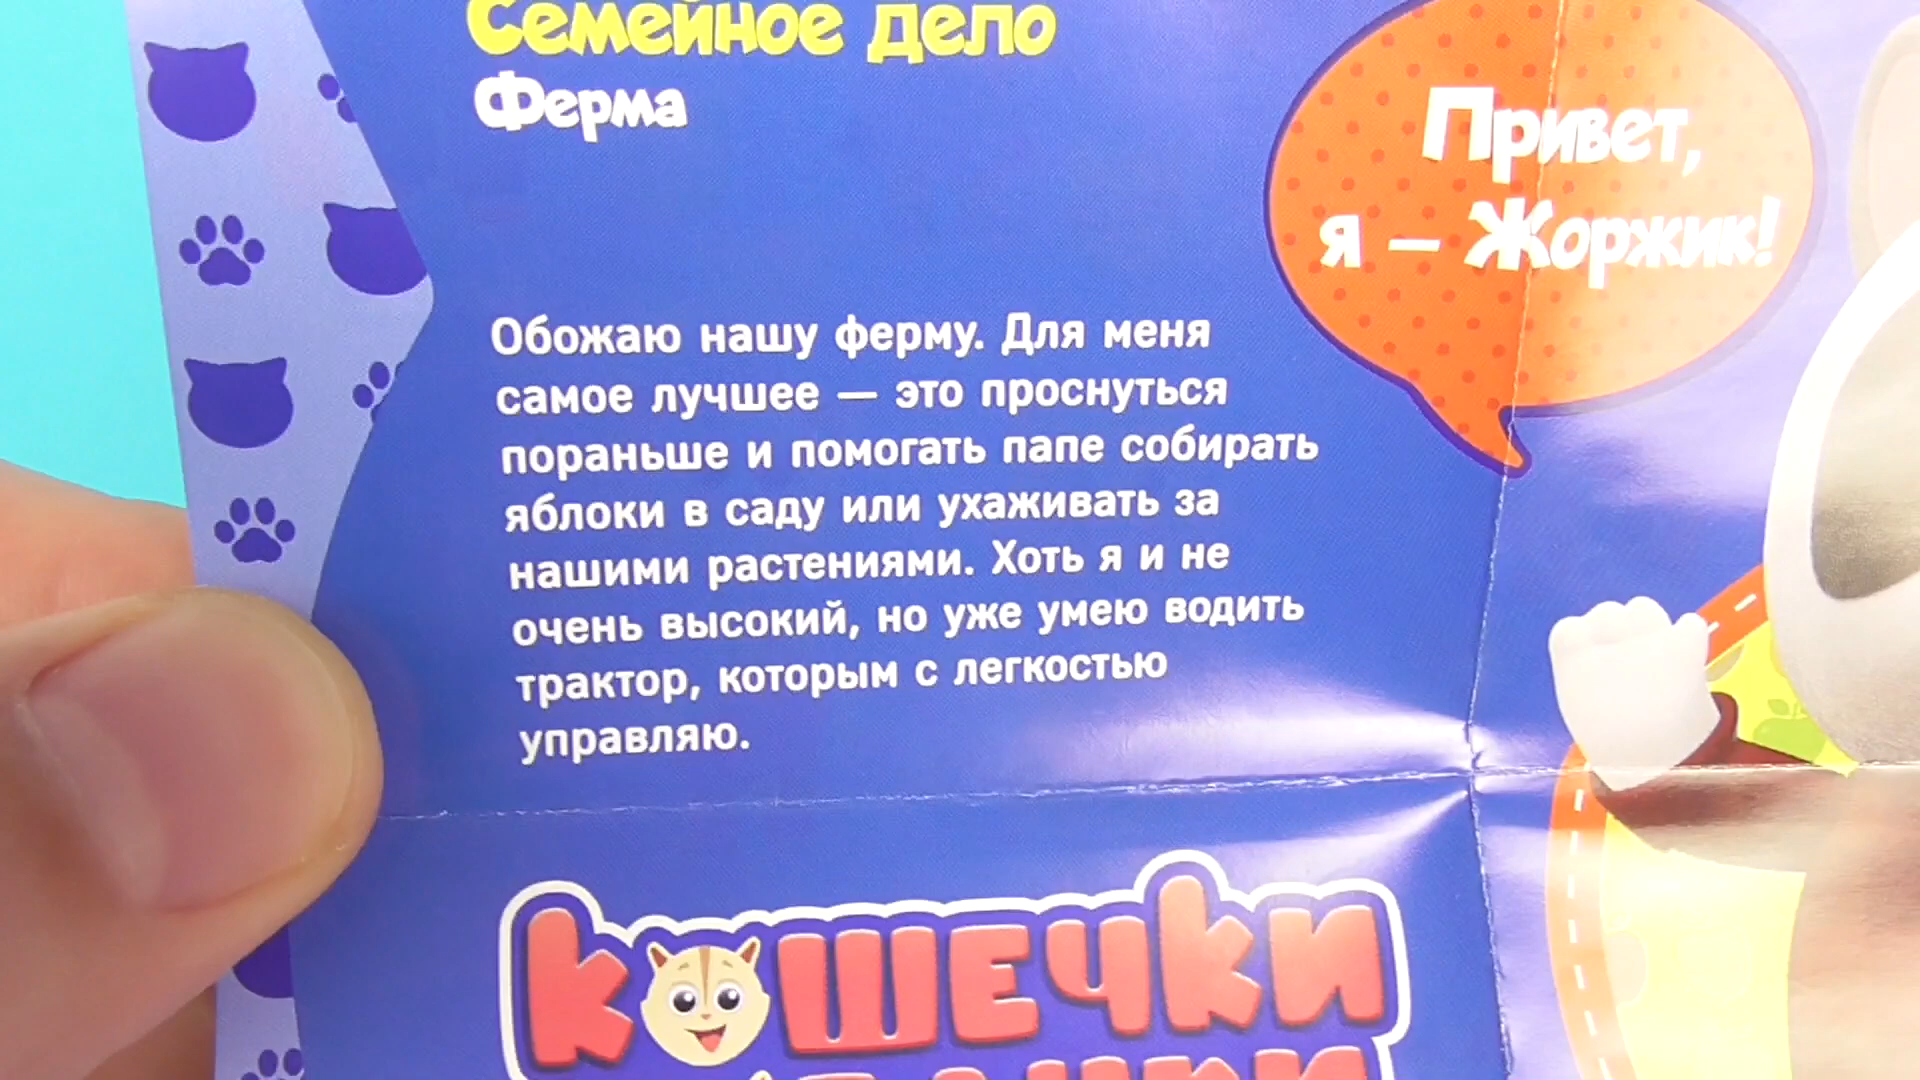 Семейное дело
Ферма
Привет,
я – Жоржик!
Обожаю нашу ферму. Для меня
самое лучшее — это проснуться
пораньше и помогать папе собирать
яблоки в саду или ухаживать за
нашими растениями. Хоть я и не
очень высокий, но уже умею водить
трактор, которым с легкостью
управляю.
кошечки